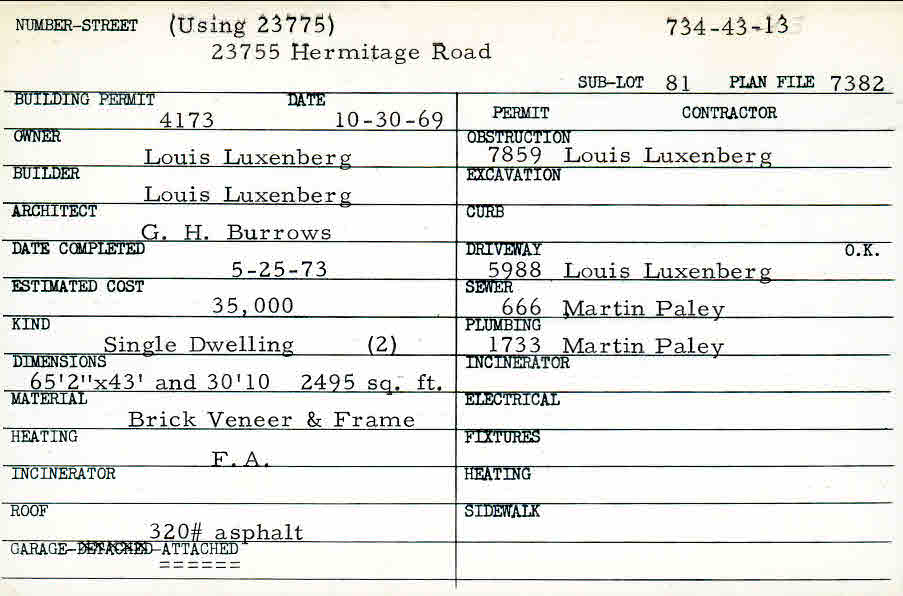 NUMBER-STREET (Using 23775) 734-43-13
23755 Hermitage Road
SUB-LOT 81 PLAN FILE 7382
BUILDING PERMIT DATE
4173 10-30-69
OWNER
Louis Luxenberg
BUILDER
Louis Luxenberg
ARCHITECT
G. H. Burrows
DATE COMPLETED
5-25-73
ESTIMATED COST
35,000
KIND
Single Dwelling (2)
DIMENSIONS
65'2"x43' and 30'10 2495 sq. ft.
MATERIAL
Brick Veneer & Frame
HEATING
F.A.
INCINERATOR
ROOF
320# asphalt
GARAGE-DETACHED-ATTACHED
======
PERMIT CONTRACTOR
OBSTRUCTION
7859 Louis Luxenberg
EXCAVATION
CURB
DRIVEWAY O.K.
5988 Louis Luxenberg
SEWER
666 Martin Paley
PLUMBING
1733 Martin Paley
INCINERATOR
ELECTRICAL
FIXTURES
HEATING
SIDEWALK